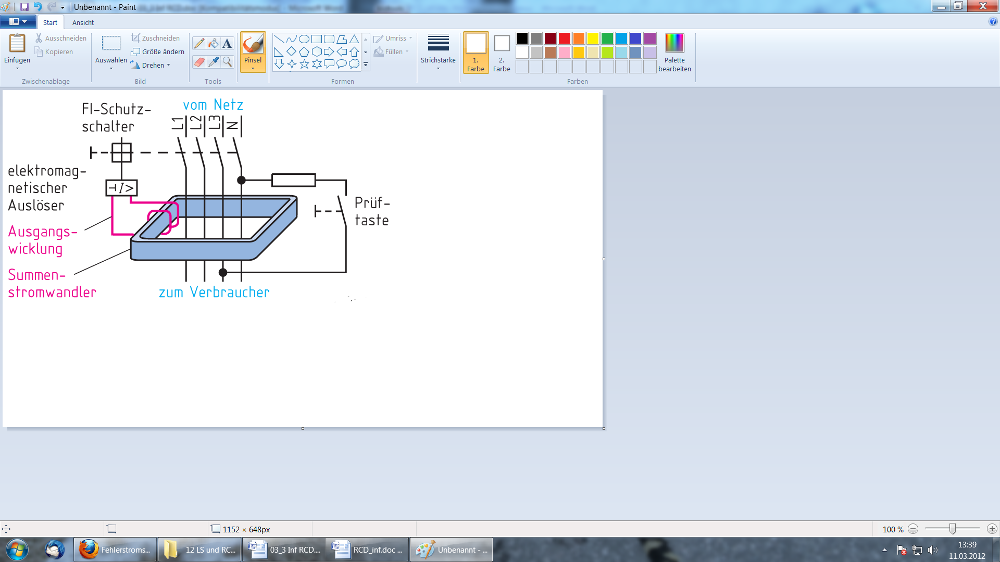 Unbenannt - Paint
Start
Ansicht
Einfügen
Ausschneiden
Kopieren
Zwischenablage
Auswählen
Zuschneiden
Größe ändern
Drehen
Bild
A
Tools
Pinsel
Umriss
Füllen
Formen
Strichstärke
1.
Farbe
2.
Farbe
Palette
bearbeiten
Farben
FI-Schutz-
schalter
vom Netz
L1
L2
L3
N
elektromag-
netischer
Auslöser
I>
Ausgangs-
wicklung
Summen-
stromwandler
Prüf-
taste
zum Verbraucher
1152 × 648px
100 %
Fehlerstroms...
12 LS und RC...
03_3 Inf RCD....
RCD_inf.doc ...
Unbenannt - ...
13:39
11.03.2012